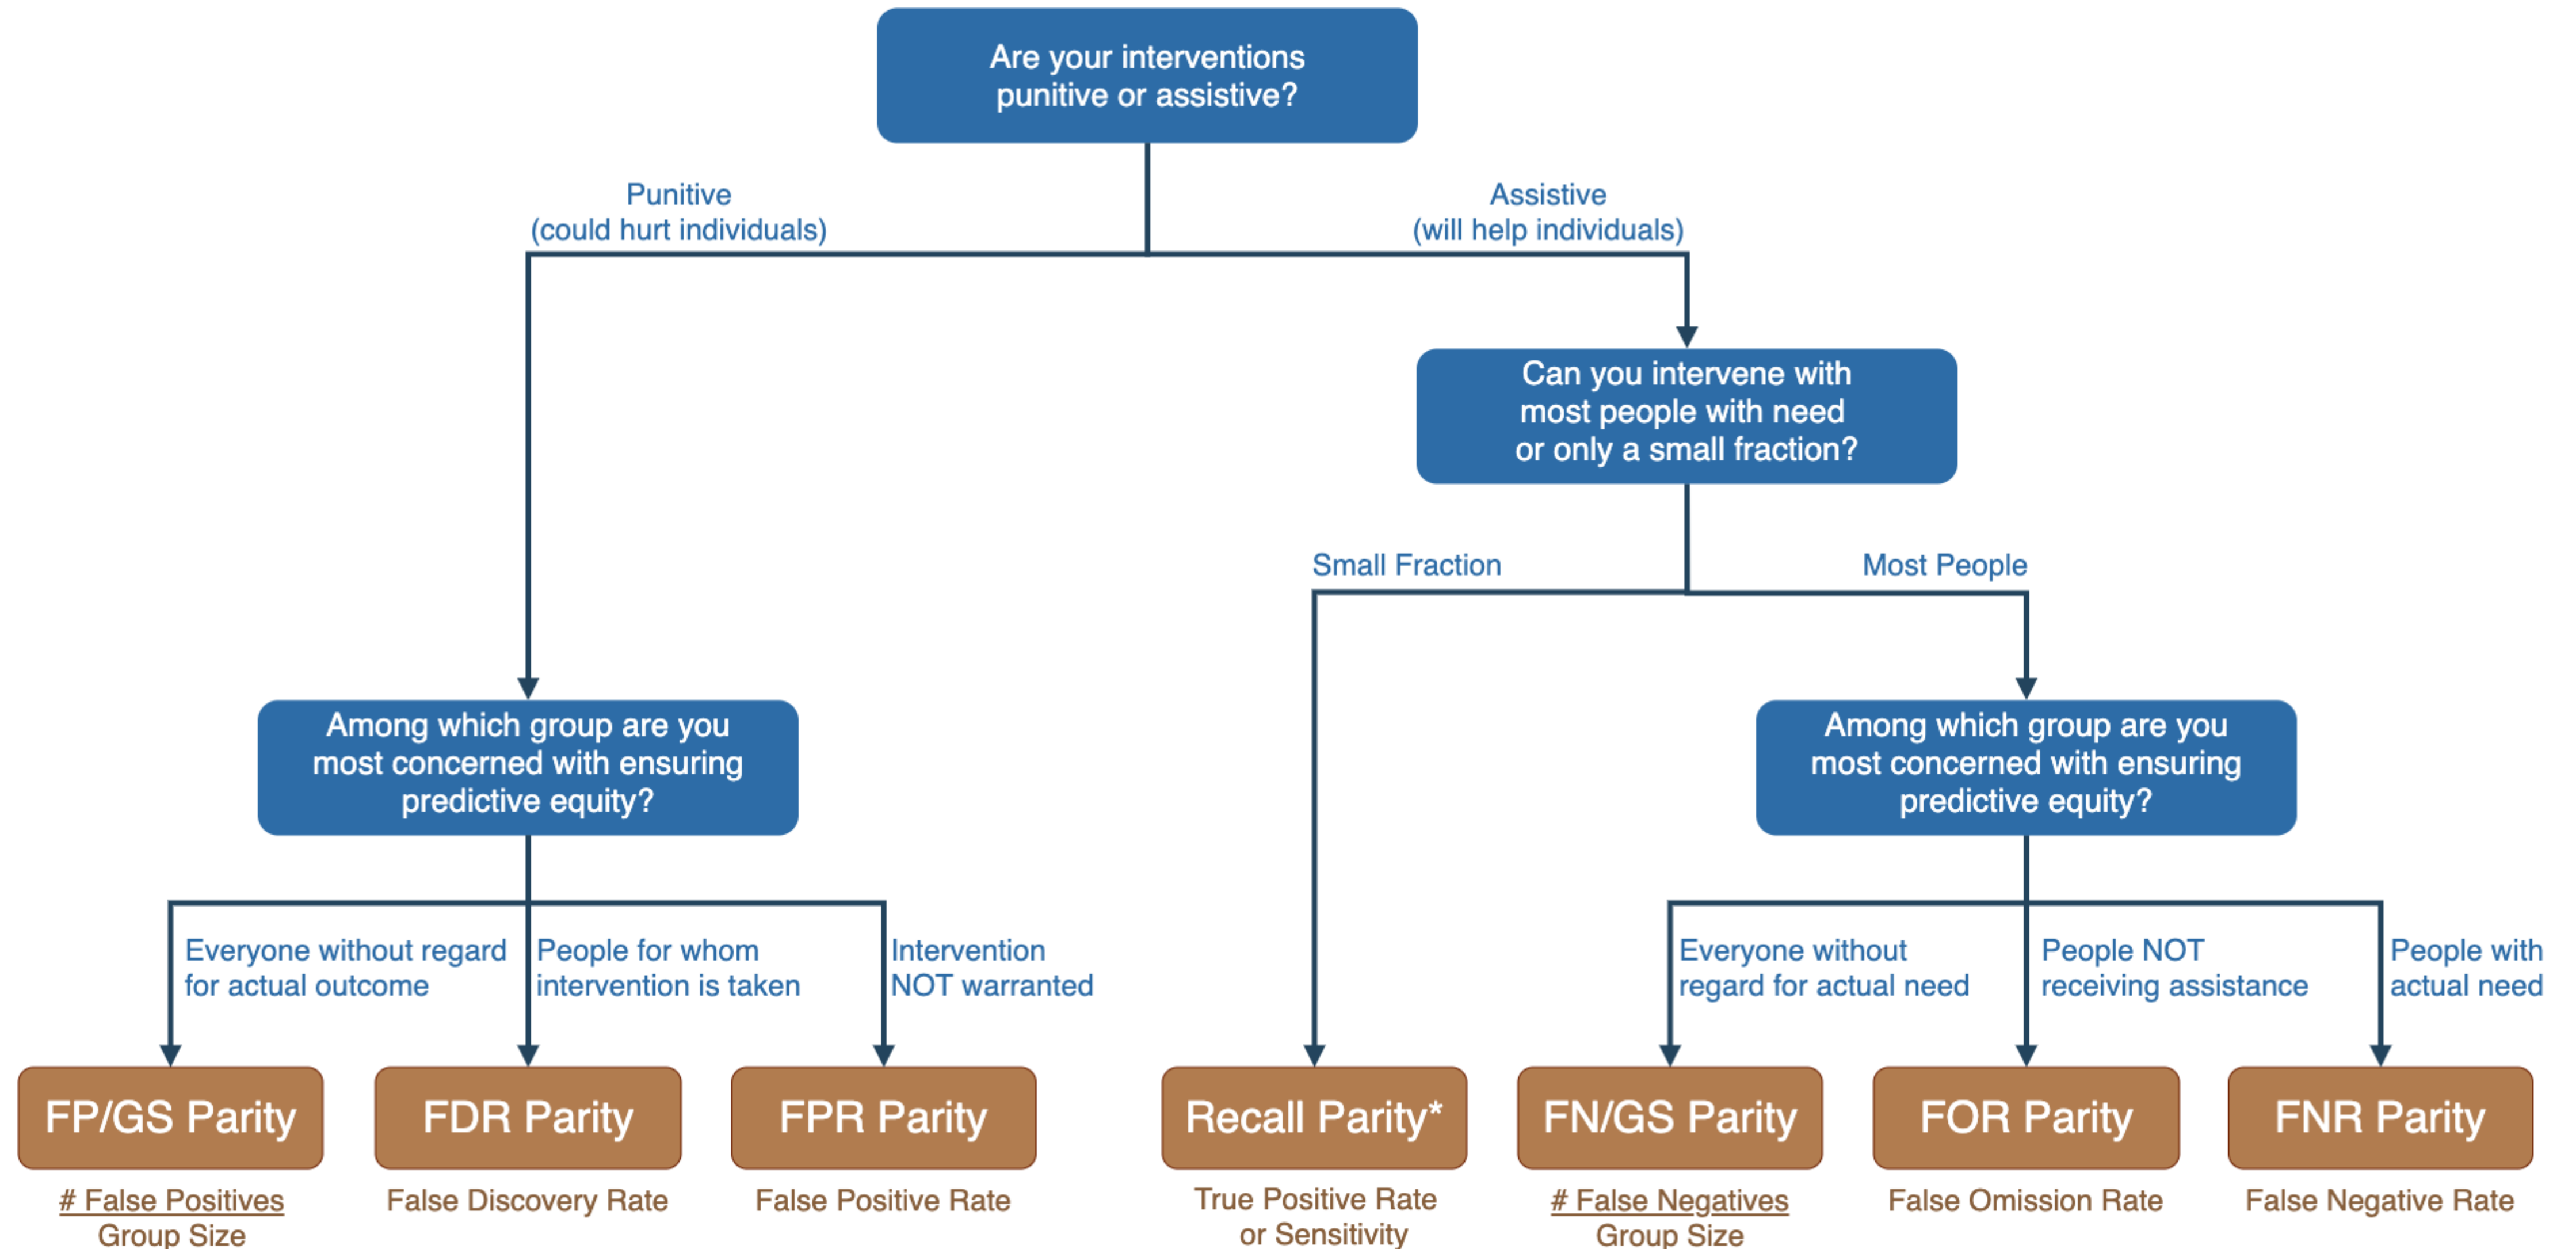 Are your interventions
punitive or assistive?
Punitive
(could hurt individuals)
Assistive
(will help individuals)
Can you intervene with
most people with need
or only a small fraction?
Small Fraction
Most People
Among which group are you
most concerned with ensuring
predictive equity?
Among which group are you
most concerned with ensuring
predictive equity?
Everyone without regard
for actual outcome
People for whom
intervention is taken
Intervention
NOT warranted
Everyone without
regard for actual need
People NOT
receiving assistance
People with
actual need
FP/GS Parity
FDR Parity
FPR Parity
Recall Parity*
FN/GS Parity
FOR Parity
FNR Parity
# False Positives
Group Size
False Discovery Rate
False Positive Rate
True Positive Rate
or Sensitivity
# False Negatives
Group Size
False Omission Rate
False Negative Rate